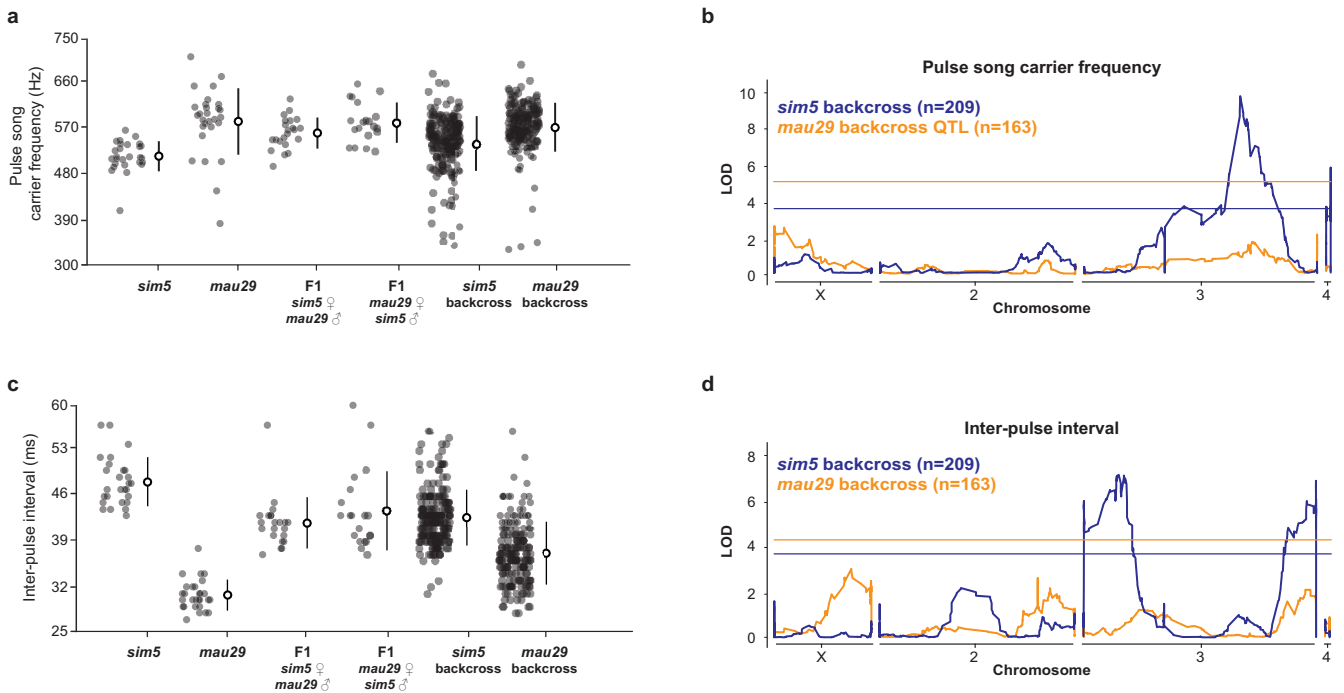 a
Pulse song
carrier frequency (Hz)
750
660
570
480
390
300
sim5
mau29
F1
sim5 ♀
mau29 ♂
F1
mau29 ♀
sim5 ♂
sim5
backcross
mau29
backcross
b
Pulse song carrier frequency
sim5 backcross (n=209)
mau29 backcross QTL (n=163)
LOD
10
8
6
4
2
0
X
2
3
4
Chromosome
c
Inter-pulse interval (ms)
60
53
46
39
32
25
sim5
mau29
F1
sim5 ♀
mau29 ♂
F1
mau29 ♀
sim5 ♂
sim5
backcross
mau29
backcross
d
Inter-pulse interval
sim5 backcross (n=209)
mau29 backcross (n=163)
LOD
8
6
4
2
0
X
2
3
4
Chromosome